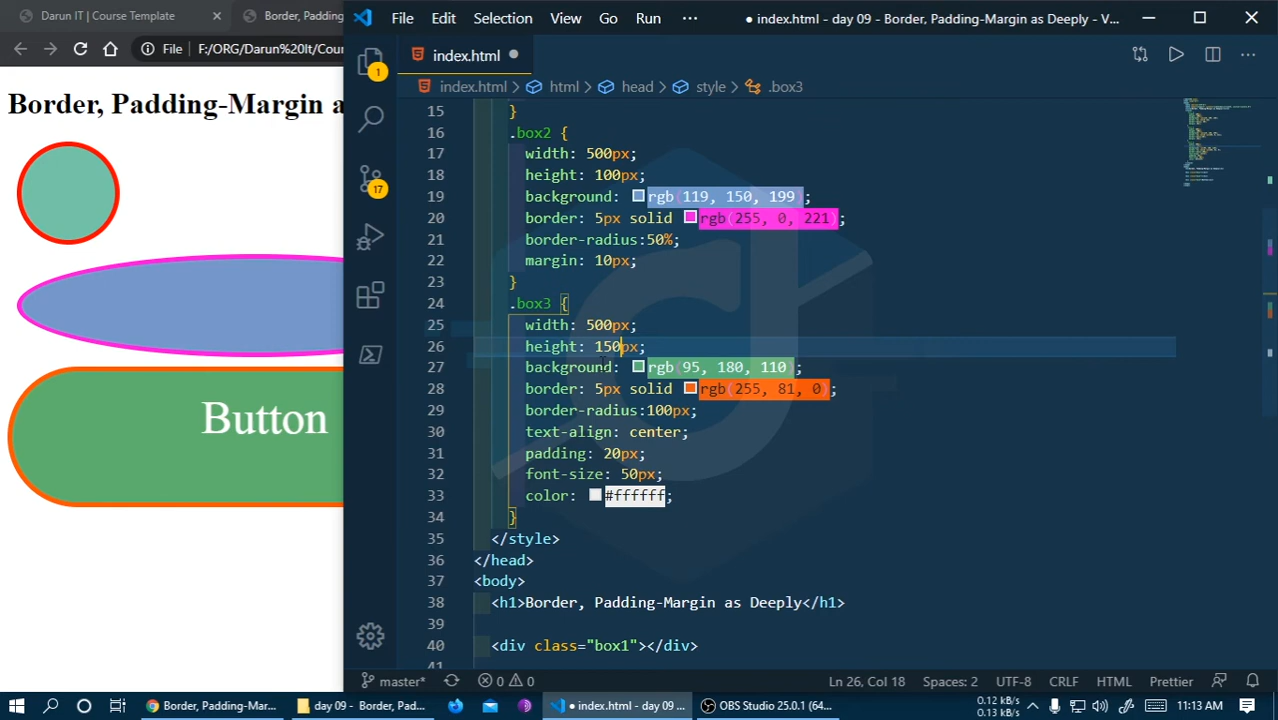 Darun IT | Course Template
Border, Padding
File Edit Selection View Go Run ··· ● index.html - day 09 - Border, Padding-Margin as Deeply - V...
File F:/ORG/Darun%20It/Cou
index.html ●
index.html > html > head > style > .box3
Border, Padding-Margin a
Button
1
17
15 }
16 .box2 {
17 width: 500px;
18 height: 100px;
19 background: rgb(119, 150, 199);
20 border: 5px solid rgb(255, 0, 221);
21 border-radius:50%;
22 margin: 10px;
23 }
24 .box3 {
25 width: 500px;
26 height: 150px;
27 background: rgb(95, 180, 110);
28 border: 5px solid rgb(255, 81, 0);
29 border-radius:100px;
30 text-align: center;
31 padding: 20px;
32 font-size: 50px;
33 color: #ffffff;
34 }
35 </style>
36 </head>
37 <body>
38 <h1>Border, Padding-Margin as Deeply</h1>
39
40 <div class="box1"></div>
41
master* 0 0 Ln 26, Col 18 Spaces: 2 UTF-8 CRLF HTML Prettier
Border, Padding-Mar... day 09 - Border, Pad... ● index.html - day 09 ... OBS Studio 25.0.1 (64... 0.12 kB/s 0.13 kB/s 11:13 AM